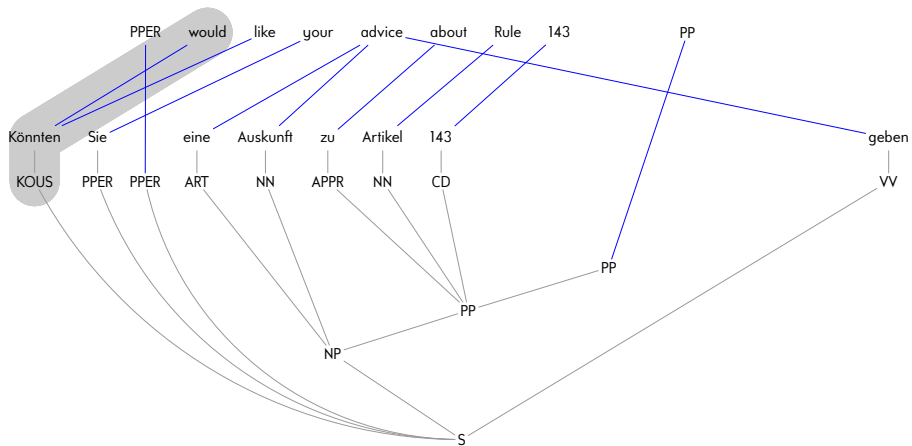 PPER would like your advice about Rule 143 PP
Könnten Sie eine Auskunft zu Artikel 143 geben
KOUS PPER PPER ART NN APPR NN CD VV
PP
PP
NP
S